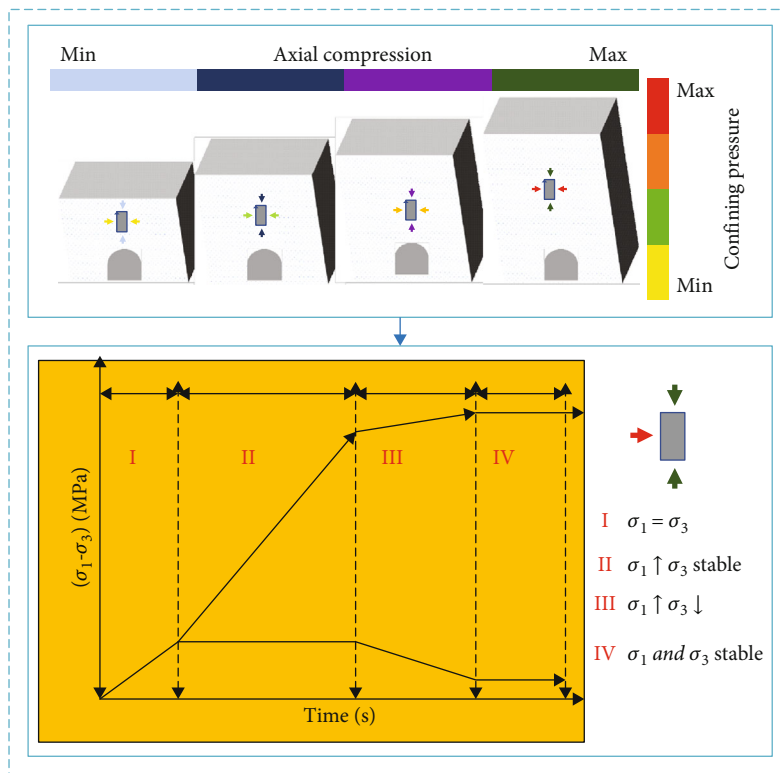 Min Axial compression Max
Max
Confining pressure
Min
(σ₁-σ₃) (MPa)
I II III IV
Time (s)
I σ₁ = σ₃
II σ₁ ↑ σ₃ stable
III σ₁ ↑ σ₃ ↓
IV σ₁ and σ₃ stable